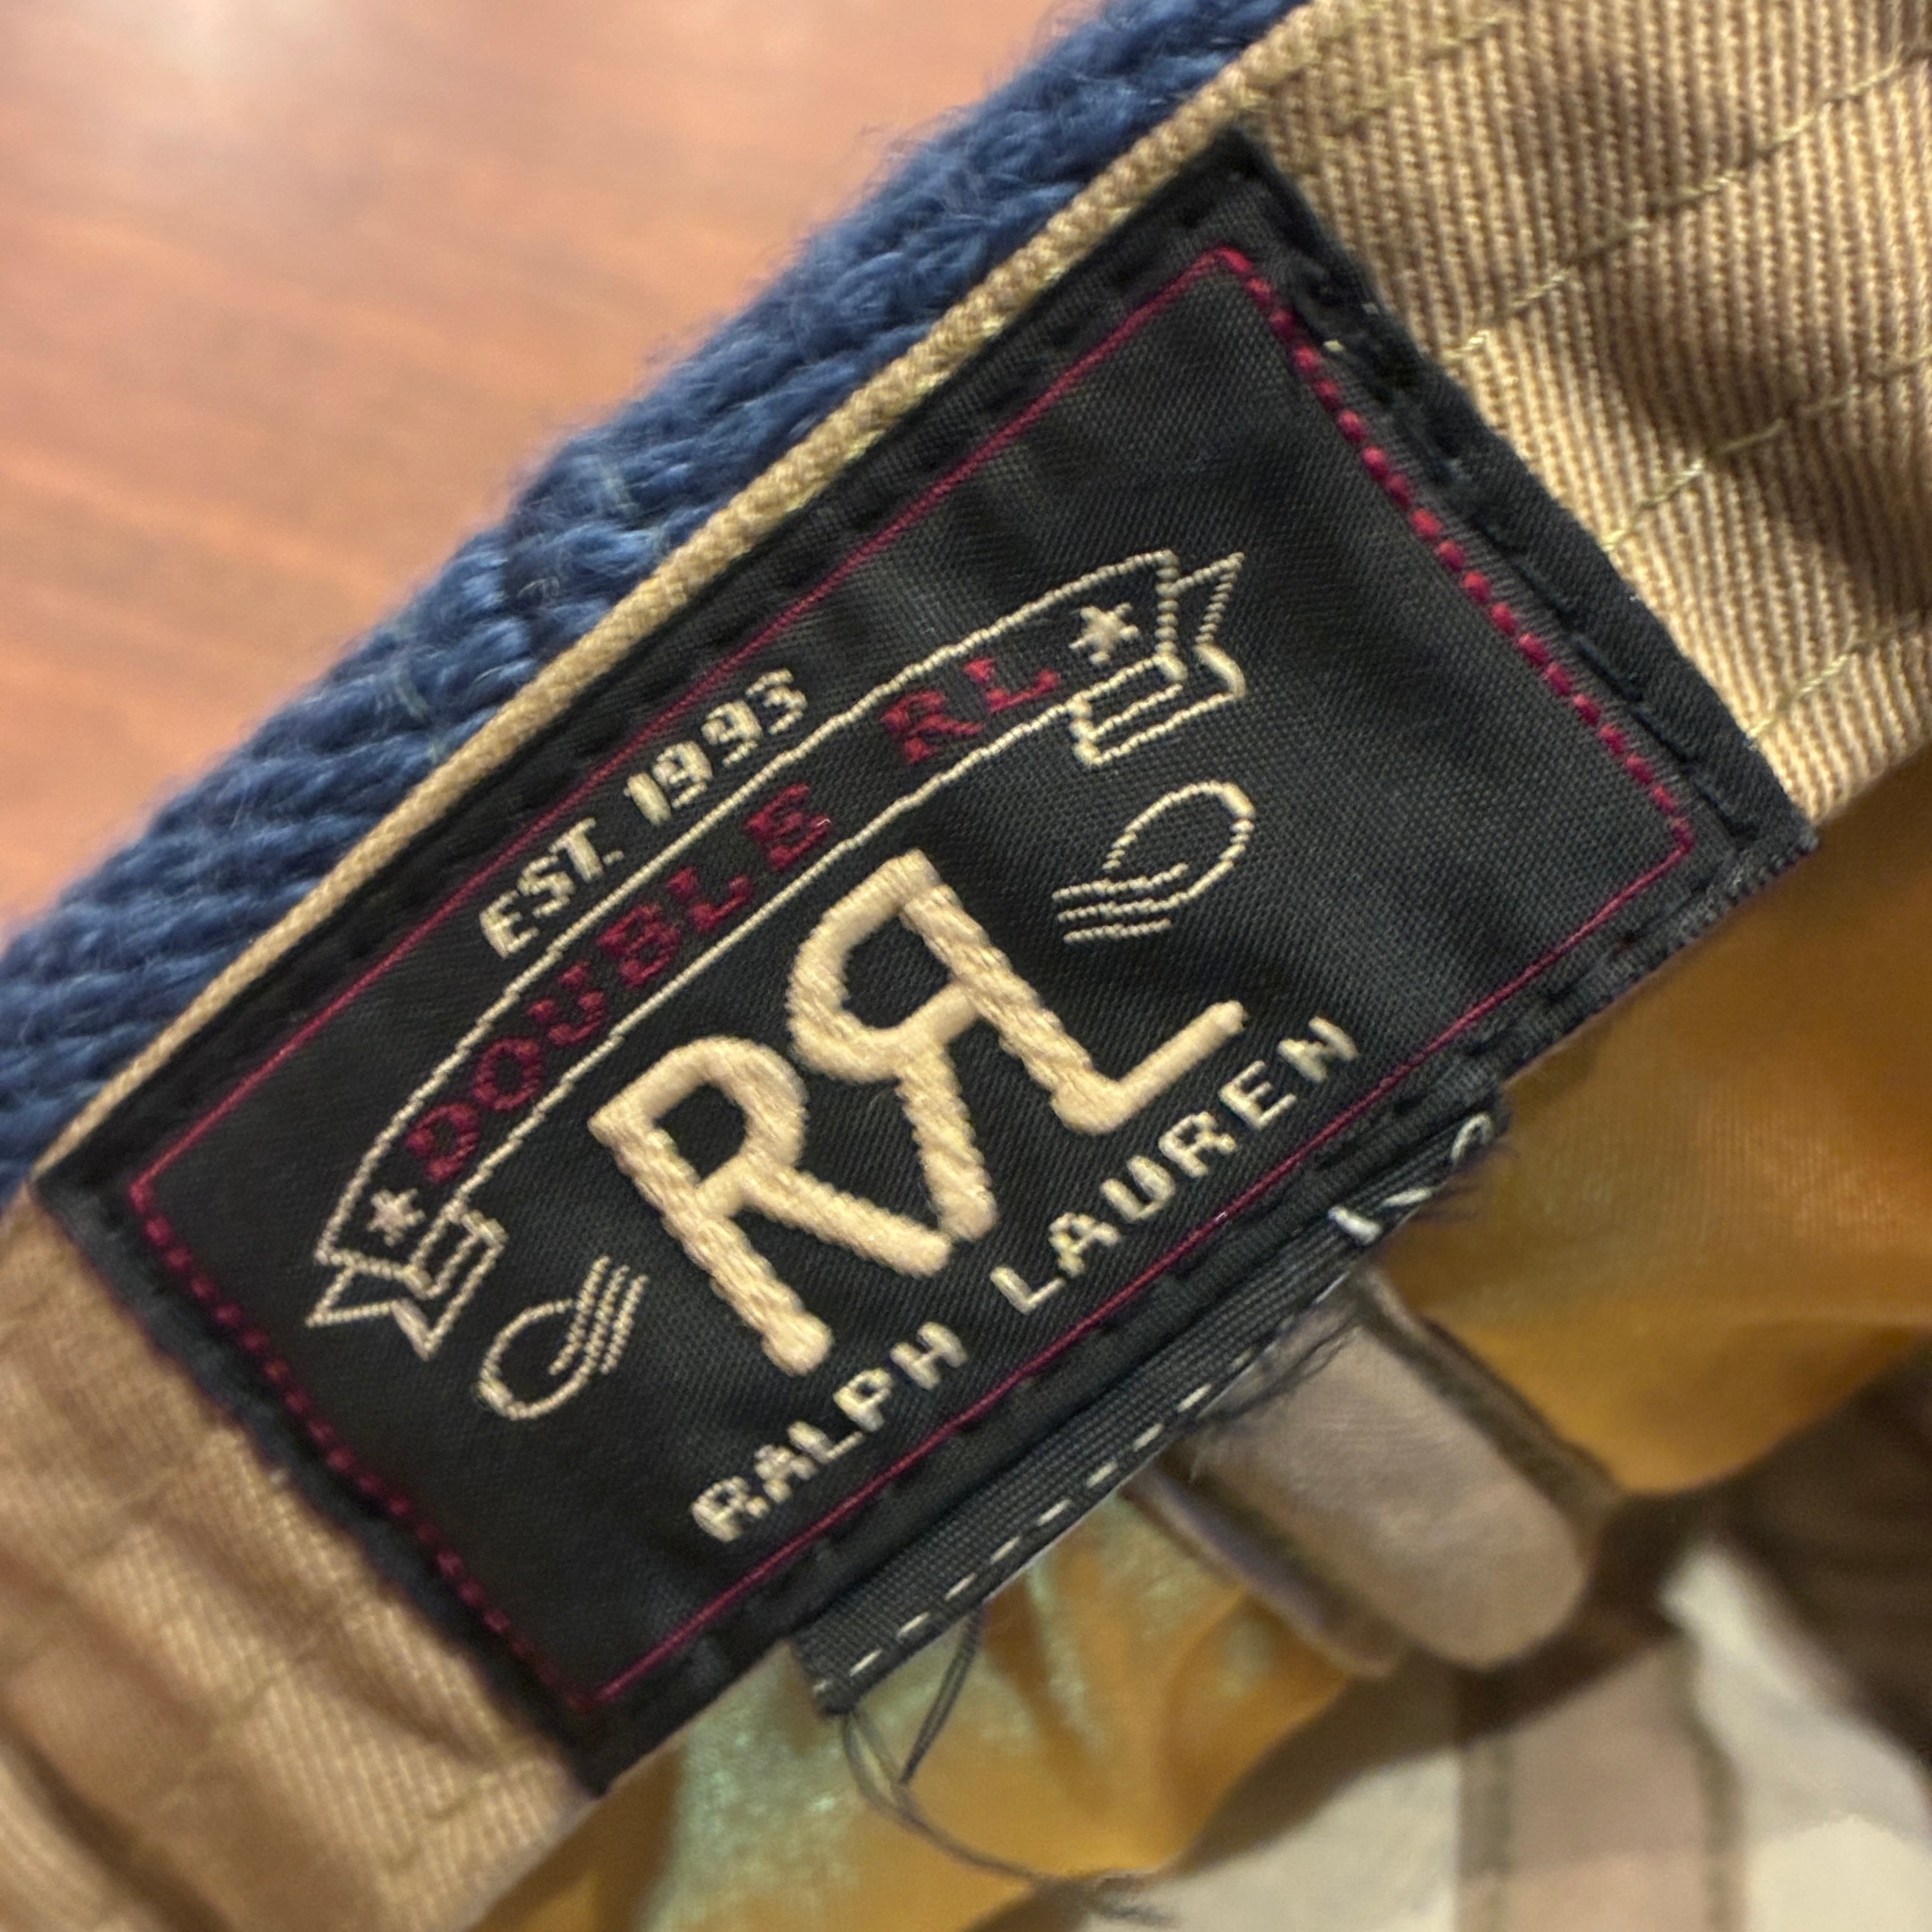 EST. 1993
DOUBLE RL
RRL
RALPH LAUREN